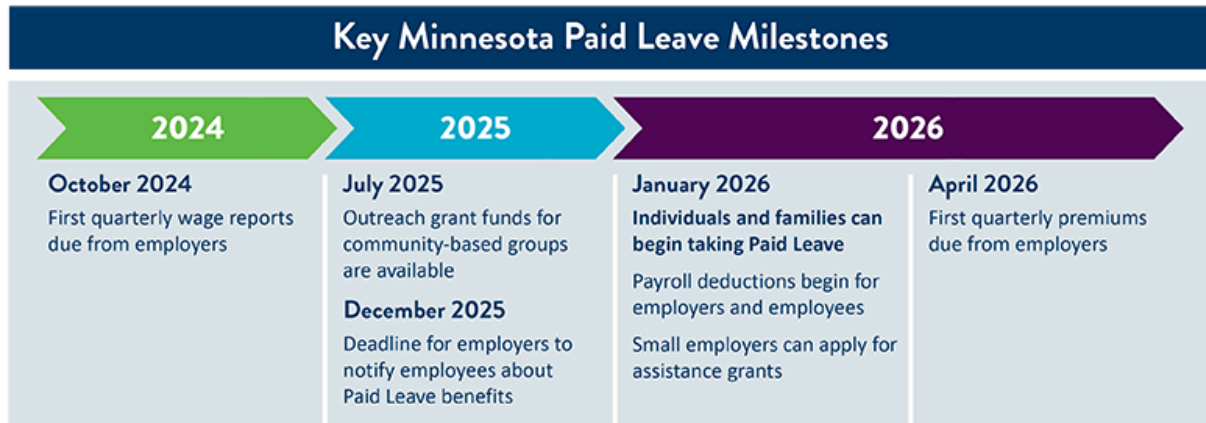 Key Minnesota Paid Leave Milestones
2024
2025
2026
October 2024
First quarterly wage reports
due from employers
July 2025
Outreach grant funds for
community-based groups
are available
December 2025
Deadline for employers to
notify employees about
Paid Leave benefits
January 2026
Individuals and families can
begin taking Paid Leave
Payroll deductions begin for
employers and employees
Small employers can apply for
assistance grants
April 2026
First quarterly premiums
due from employers